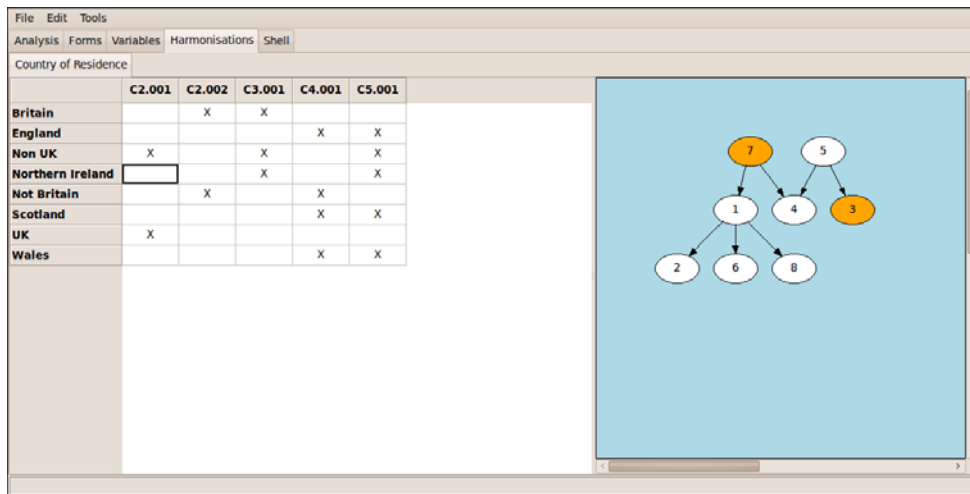 File Edit Tools
Analysis Forms Variables Harmonisations Shell
Country of Residence
C2.001 C2.002 C3.001 C4.001 C5.001
Britain X X
England X X
Non UK X X X
Northern Ireland X X
Not Britain X X
Scotland X X
UK X
Wales X X
7 5
1 4 3
2 6 8